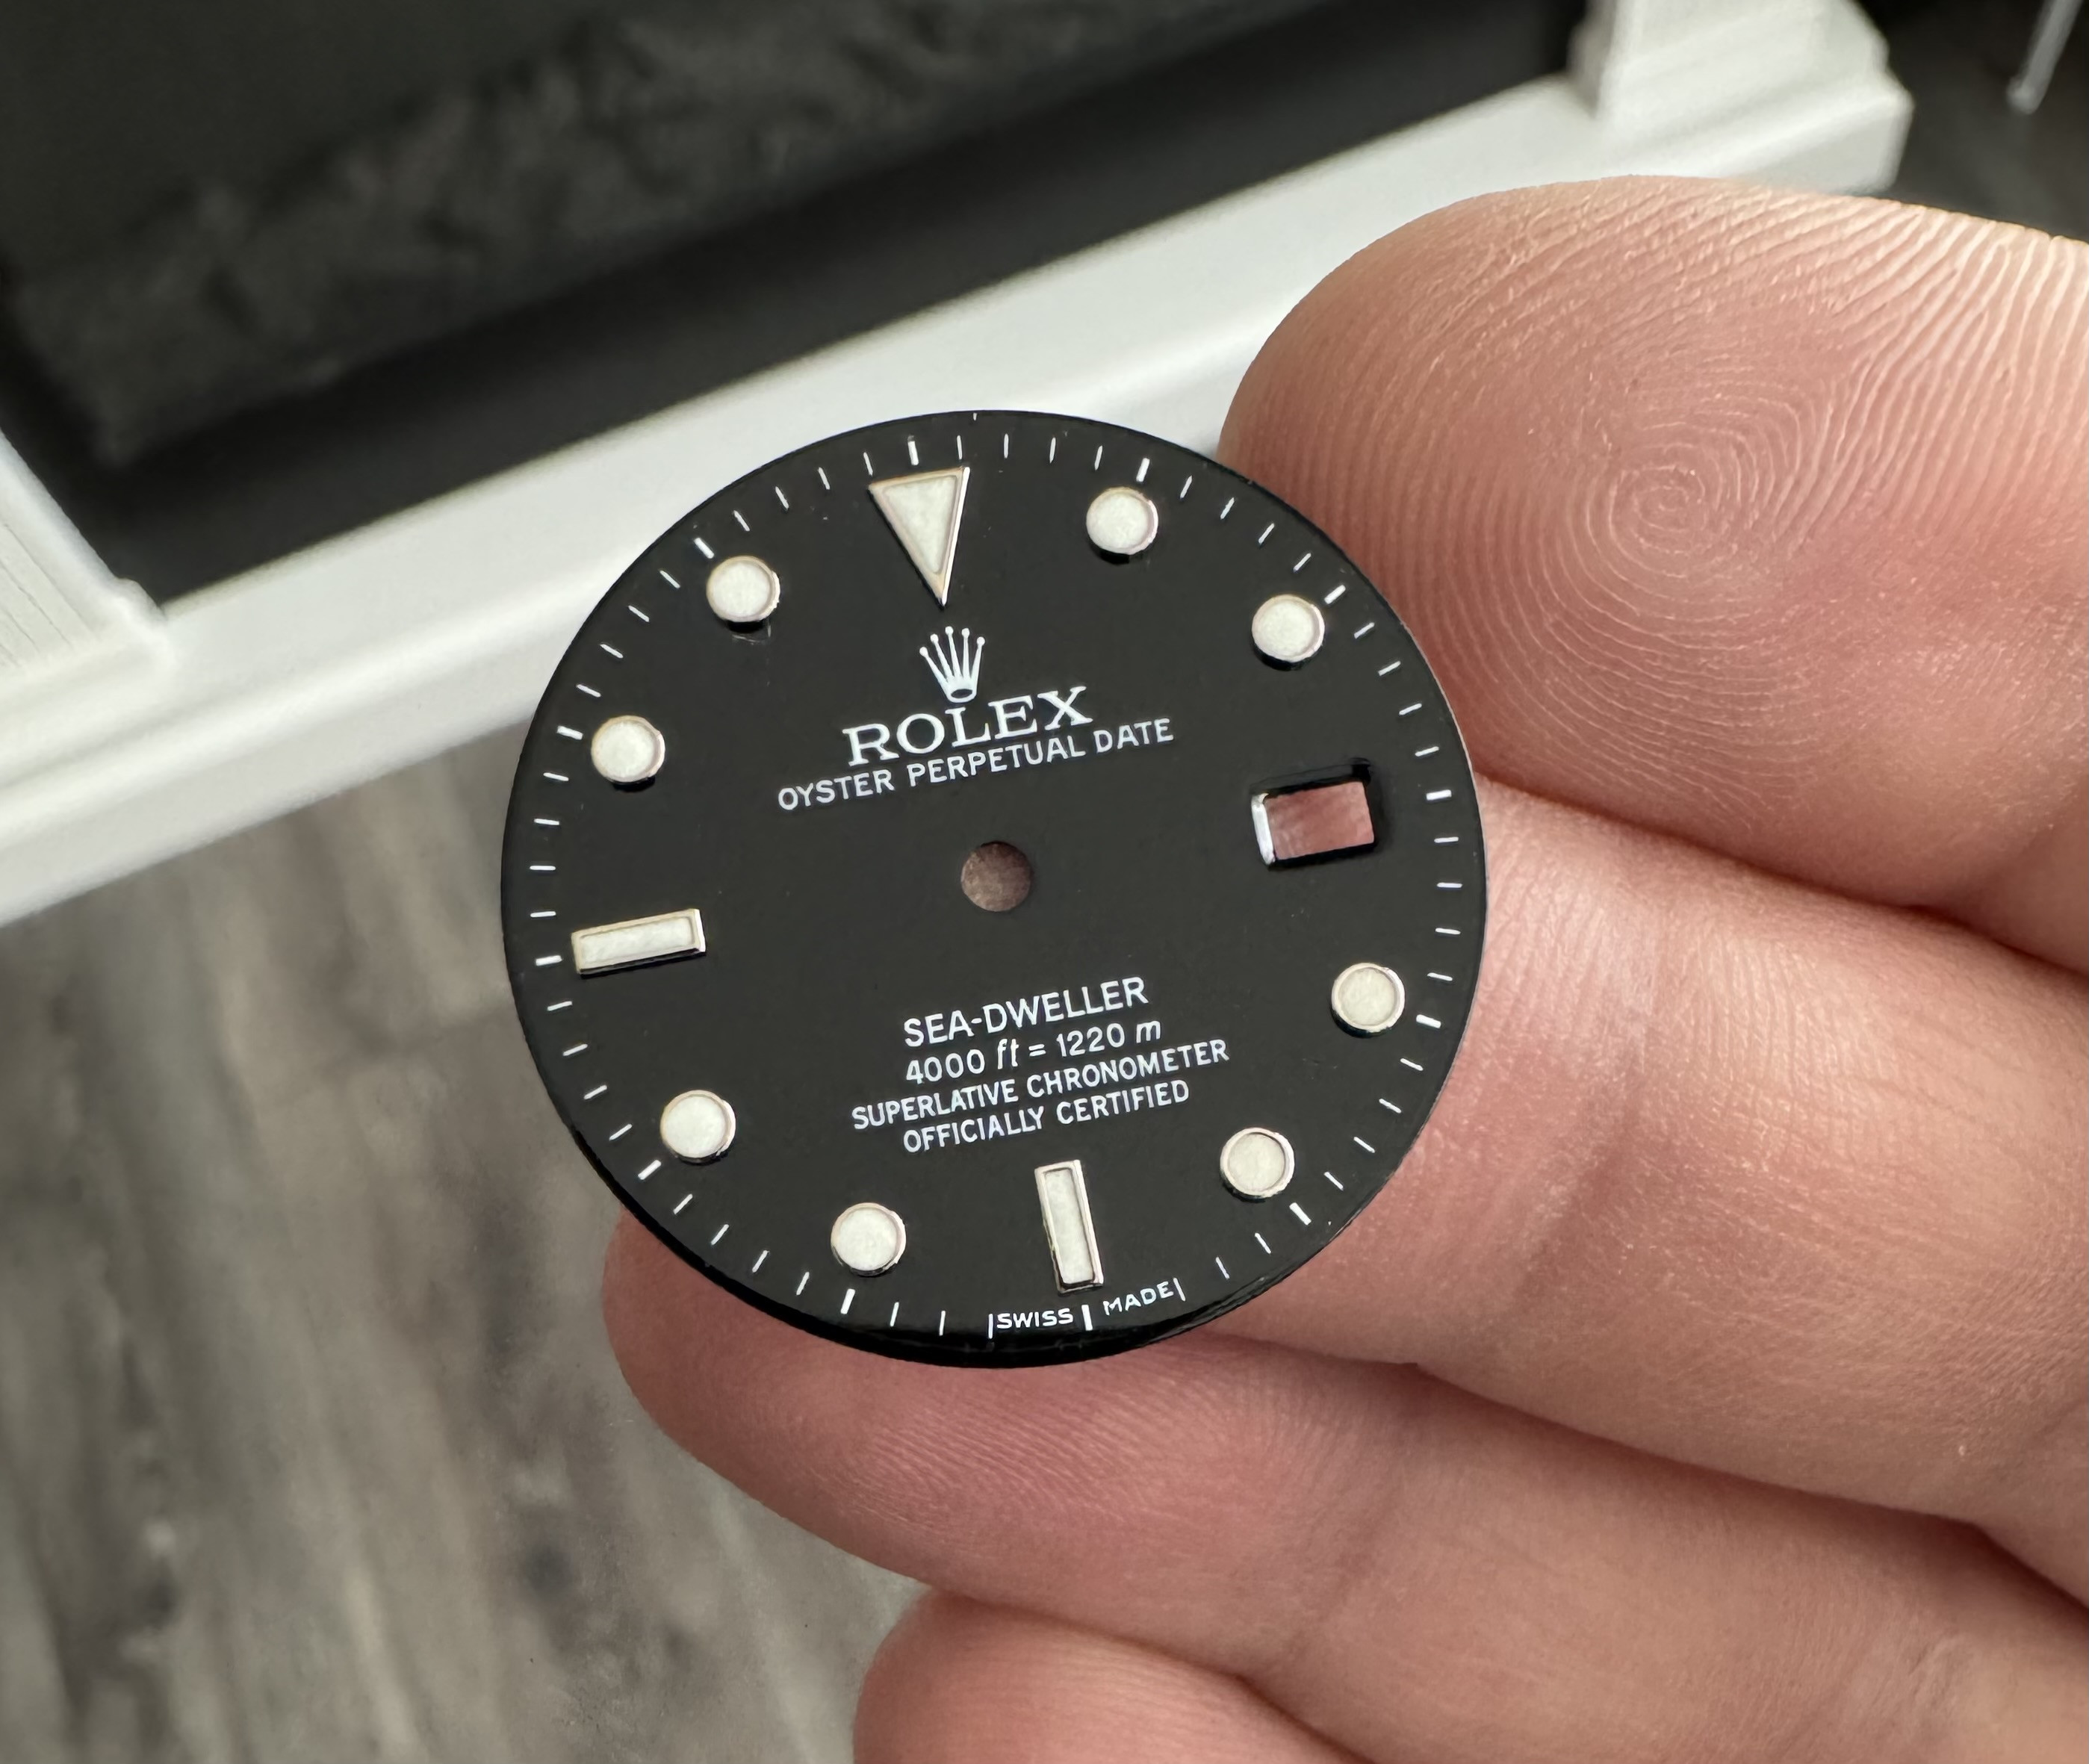 ROLEX
OYSTER PERPETUAL DATE
SEA-DWELLER
4000 ft = 1220 m
SUPERLATIVE CHRONOMETER
OFFICIALLY CERTIFIED
SWISS MADE